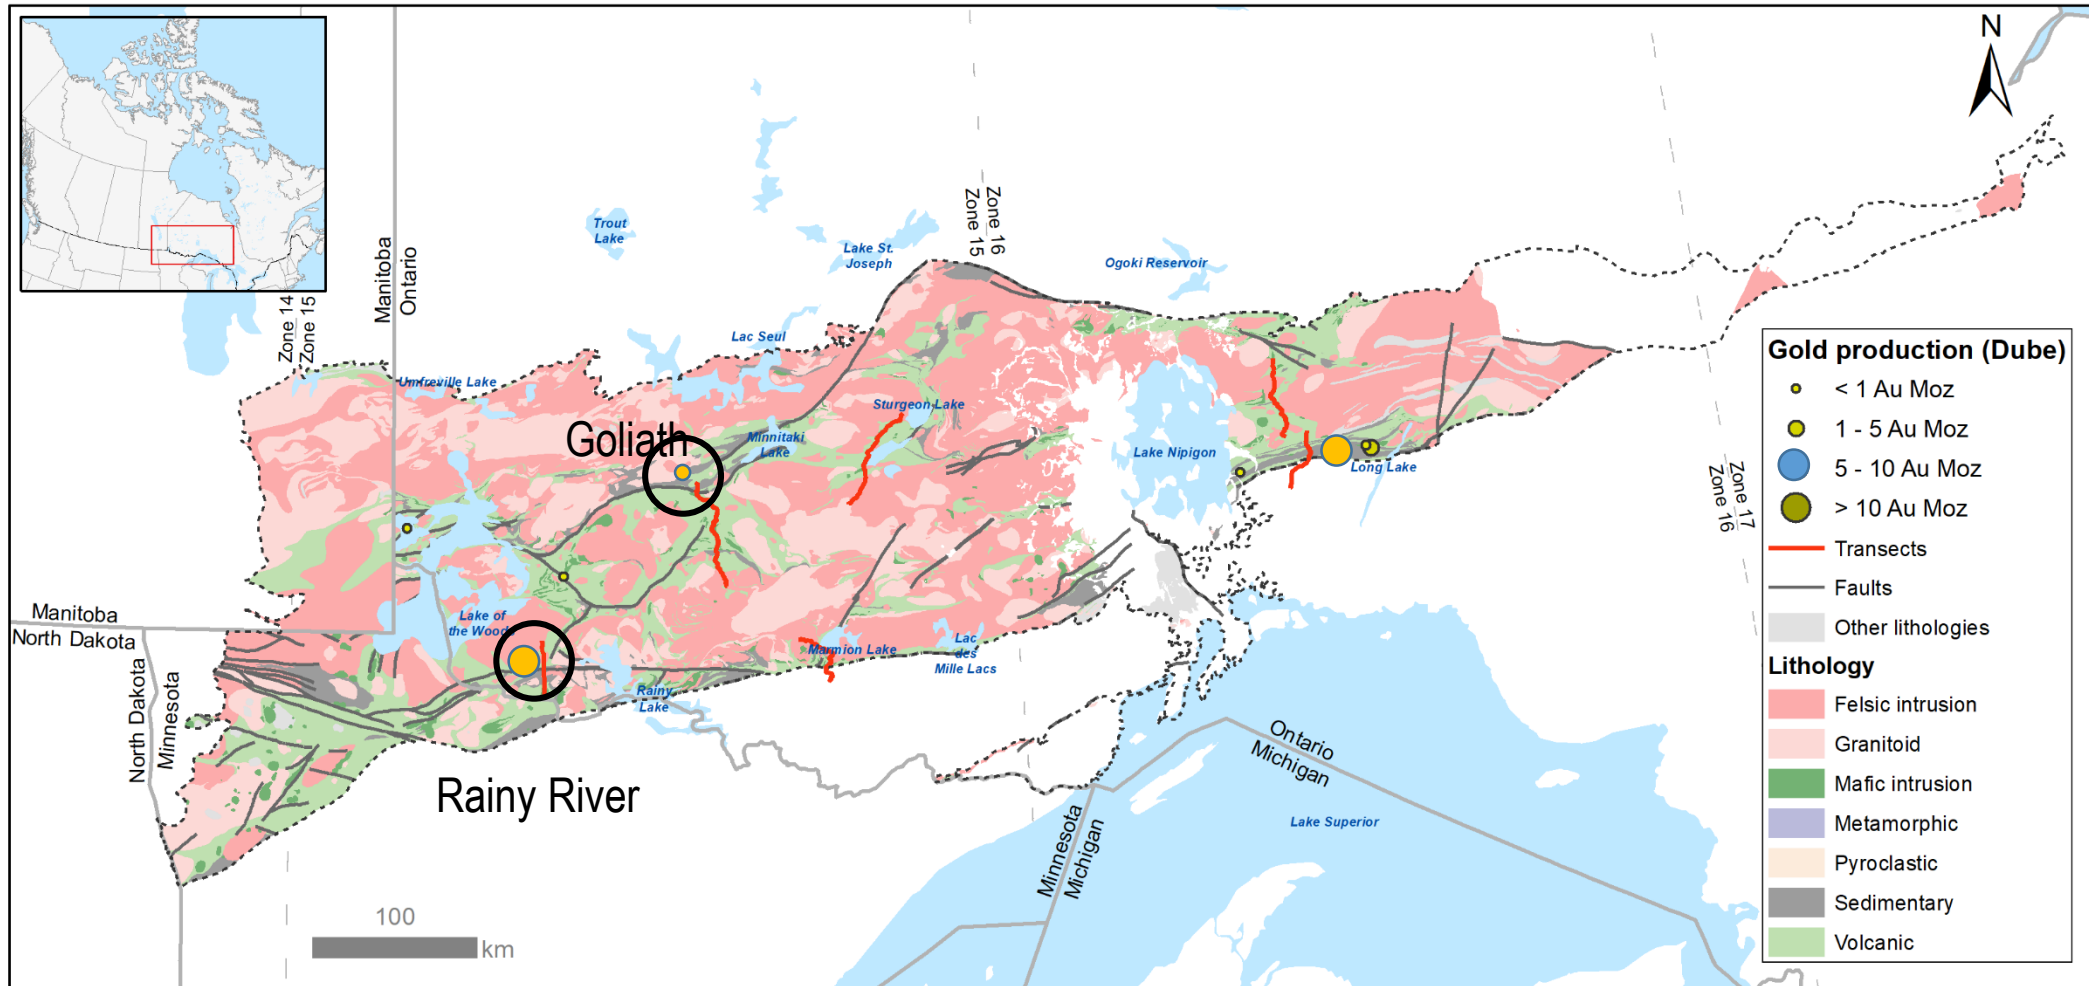 N
Trout
Lake
Lake St.
Joseph
Zone 15
Zone 16
Ogoki Reservoir
Manitoba
Ontario
Zone 14
Zone 15
Lac Seul
Umfreville Lake
Sturgeon Lake
Goliath
Minnitaki
Lake
Lake Nipigon
Long Lake
Zone 17
Zone 16
Gold production (Dube)
< 1 Au Moz
1 - 5 Au Moz
5 - 10 Au Moz
> 10 Au Moz
Transects
Faults
Other lithologies
Lithology
Felsic intrusion
Granitoid
Mafic intrusion
Metamorphic
Pyroclastic
Sedimentary
Volcanic
Manitoba
North Dakota
North Dakota
Minnesota
Lake of
the Woods
Marmion Lake
Lac
des
Mille Lacs
Rainy
Lake
Rainy River
Ontario
Michigan
Minnesota
Michigan
Lake Superior
100
km